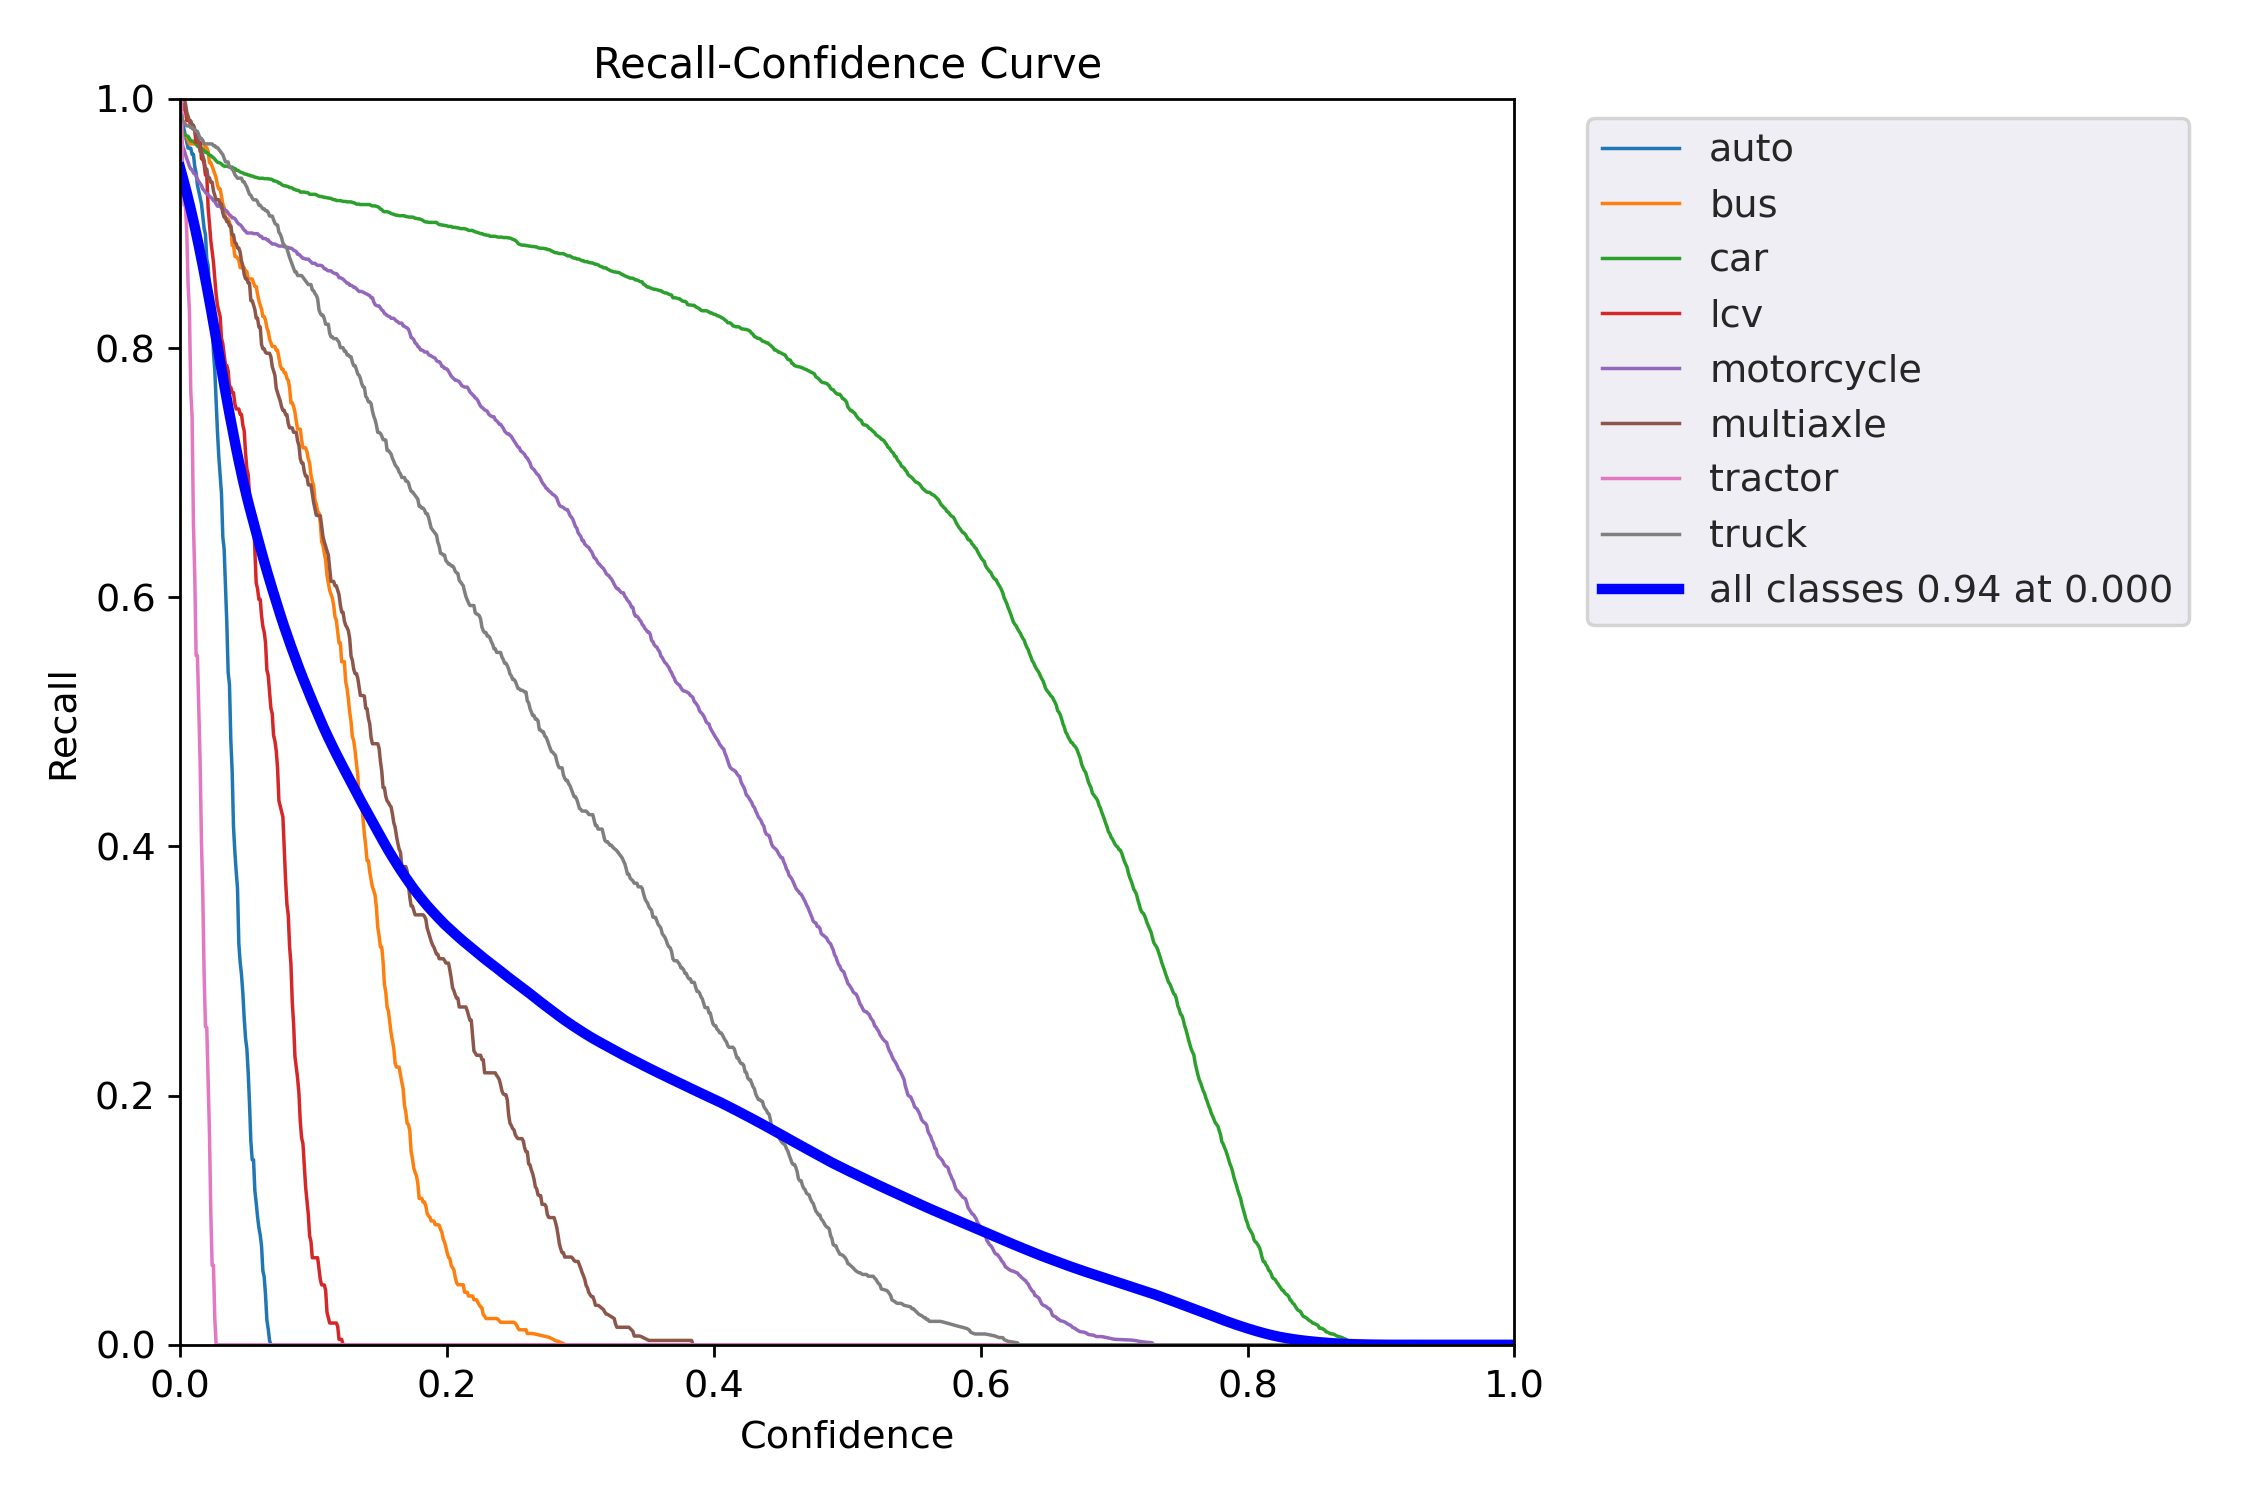 Recall-Confidence Curve
1.0
0.8
0.6
0.4
0.2
0.0
Recall
0.0 0.2 0.4 0.6 0.8 1.0
Confidence
auto
bus
car
lcv
motorcycle
multiaxle
tractor
truck
all classes 0.94 at 0.000